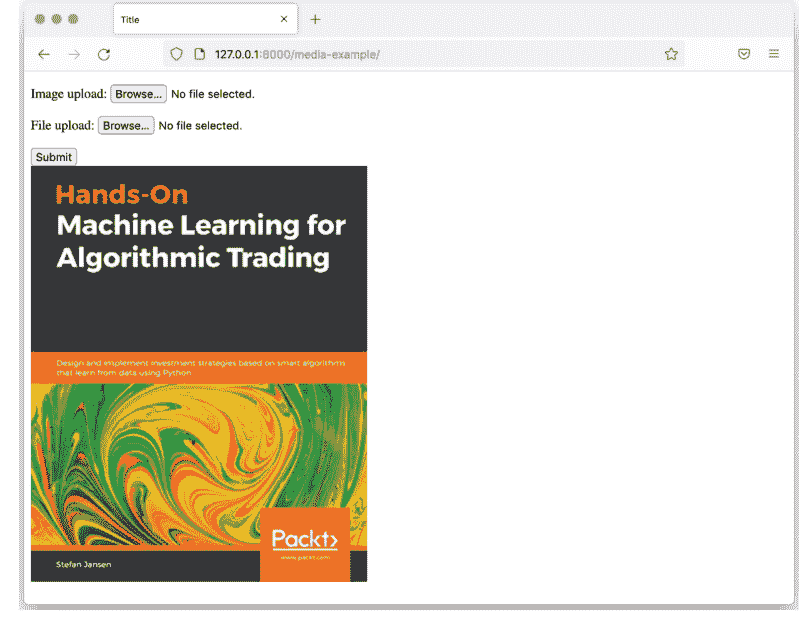 Title
127.0.0.1:8000/media-example/
Image upload: Browse... No file selected.
File upload: Browse... No file selected.
Submit
Hands-On
Machine Learning for
Algorithmic Trading
Design and implement investment strategies based on smart algorithms
that learn from data using Python
Packt>
www.packt.com
Stefan Jansen